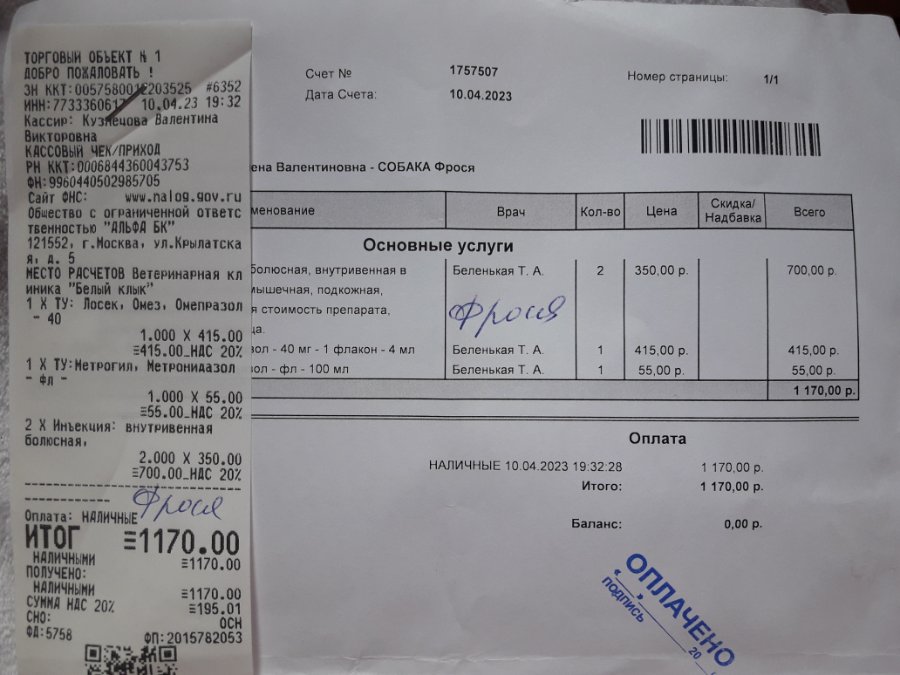 ТОРГОВЫЙ ОБЪЕКТ № 1
ДОБРО ПОЖАЛОВАТЬ !
ЗН ККТ: #6352
ИНН: 10.04.23 19:32
Кассир: Кузнецова Валентина
Викторовна
КАССОВЫЙ ЧЕК/ПРИХОД
РН ККТ:0006844360043753
ФН:9960440502985705
Сайт ФНС: www.nalog.gov.ru
Общество с ограниченной ответс
твенностью "АЛЬФА БК"
121552, г.Москва, ул.Крылатска
я, д. 5
МЕСТО РАСЧЕТОВ Ветеринарная кл
иника "Белый клык"
1 X ТУ: Лосек, Омез, Омепразол
- 40
1.000 X 415.00
≡415.00_НДС 20%
1 X ТУ:Метрогил, Метронидазол
- фл -
1.000 X 55.00
≡55.00_НДС 20%
2 X Инъекция: внутривенная
болюсная,
2.000 X 350.00
≡700.00_НДС 20%
Фрося
Оплата: НАЛИЧНЫЕ
ИТОГ ≡1170.00
НАЛИЧНЫМИ ≡1170.00
ПОЛУЧЕНО:
НАЛИЧНЫМИ ≡1170.00
СУММА НДС 20% ≡195.01
СНО: ОСН
ФД:5758 ФП:2015782053
Счет № 1757507 Номер страницы: 1/1
Дата Счета: 10.04.2023
ена Валентиновна - СОБАКА Фрося
менование Врач Кол-во Цена Скидка/ Надбавка Всего
Основные услуги
болюсная, внутривенная в Беленькая Т. А. 2 350,00 р. 700,00 р.
мышечная, подкожная,
я стоимость препарата, Фрося
ца.
зол - 40 мг - 1 флакон - 4 мл Беленькая Т. А. 1 415,00 р. 415,00 р.
зол - фл - 100 мл Беленькая Т. А. 1 55,00 р. 55,00 р.
1 170,00 р.
Оплата
НАЛИЧНЫЕ 10.04.2023 19:32:28 1 170,00 р.
Итого: 1 170,00 р.
Баланс: 0,00 р.
ОПЛАЧЕНО
подпись
20